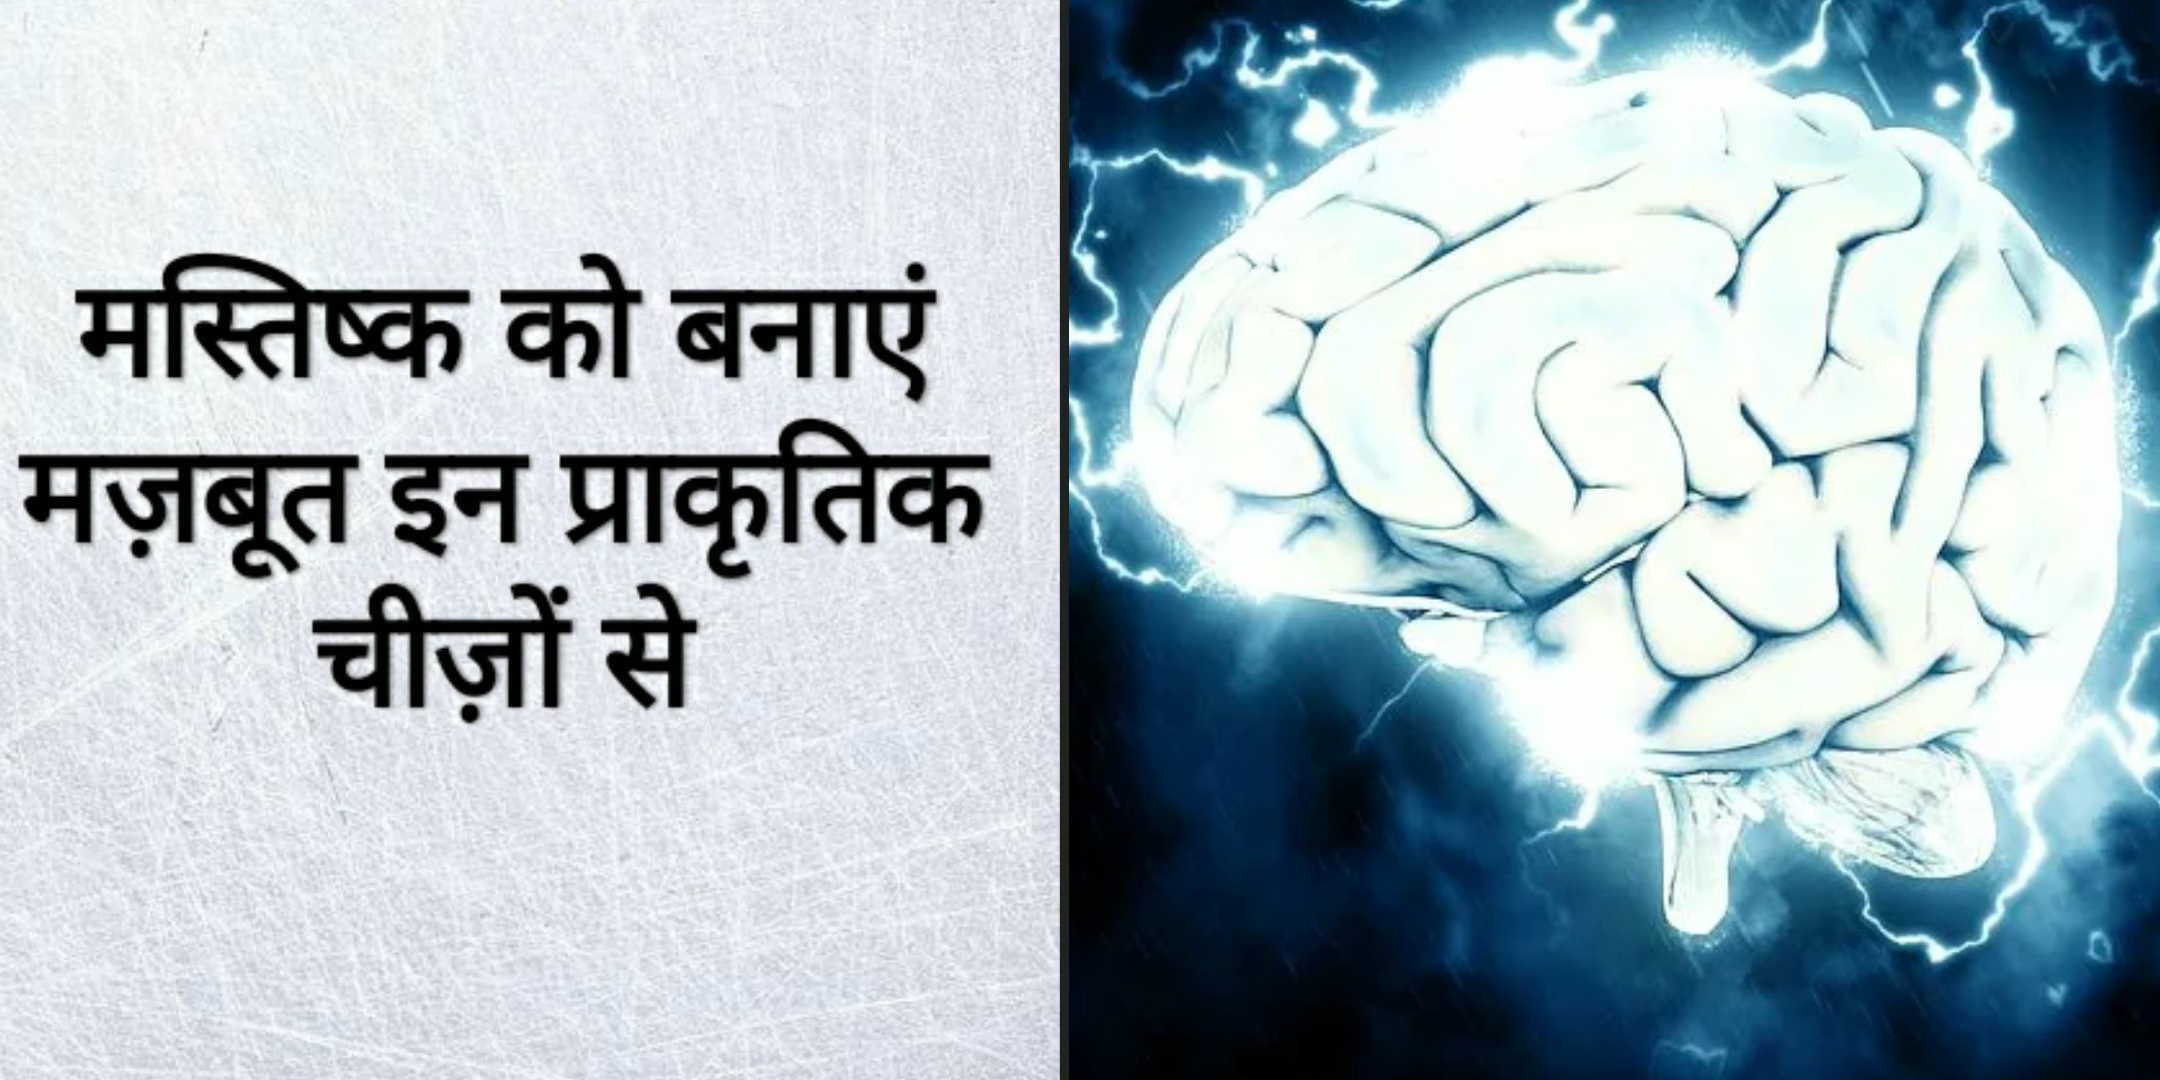 मस्तिष्क को बनाएं
मज़बूत इन प्राकृतिक
चीज़ों से